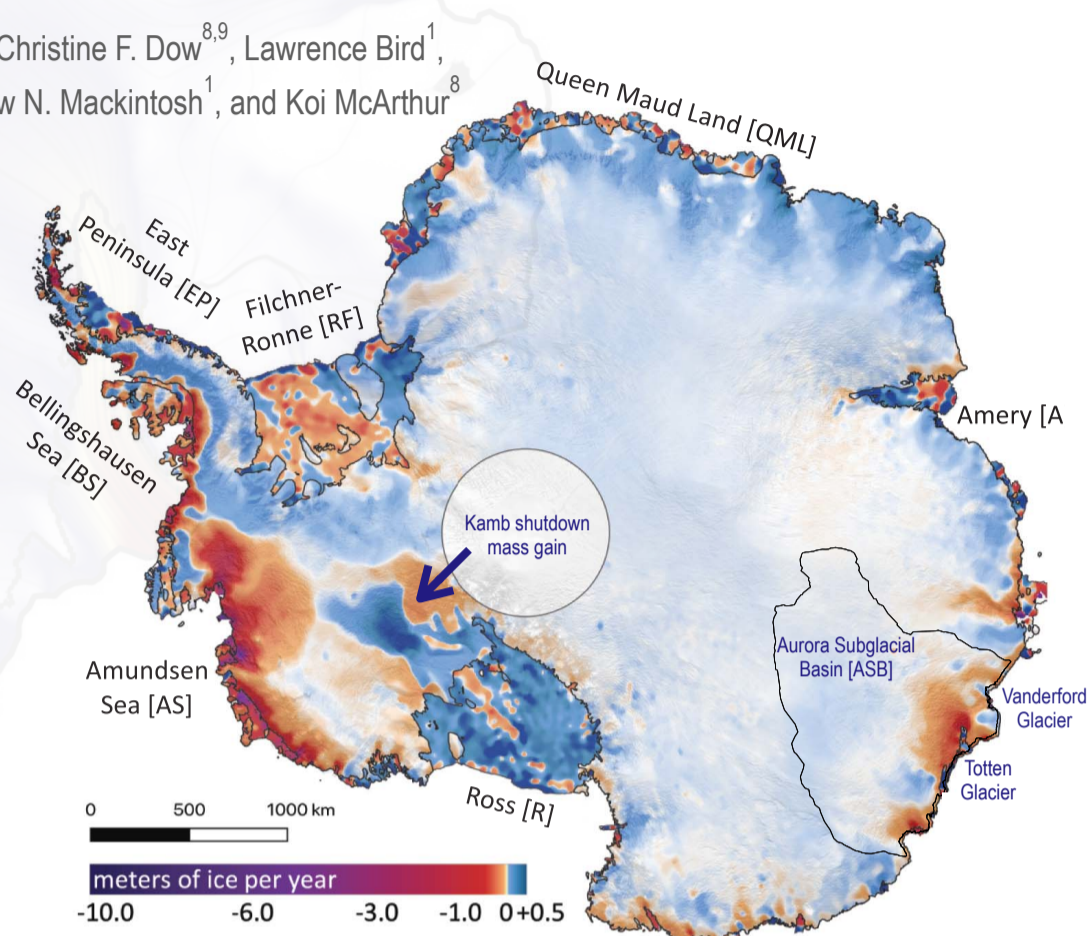 Christine F. Dow8,9, Lawrence Bird1,
w N. Mackintosh1, and Koi McArthur8
Queen Maud Land [QML]
East
Peninsula [EP]
Filchner-
Ronne [RF]
Bellingshausen
Sea [BS]
Amery [A
Kamb shutdown
mass gain
Aurora Subglacial
Basin [ASB]
Amundsen
Sea [AS]
Vanderford
Glacier
Totten
Glacier
Ross [R]
0 500 1000 km
meters of ice per year
-10.0 -6.0 -3.0 -1.0 0 +0.5